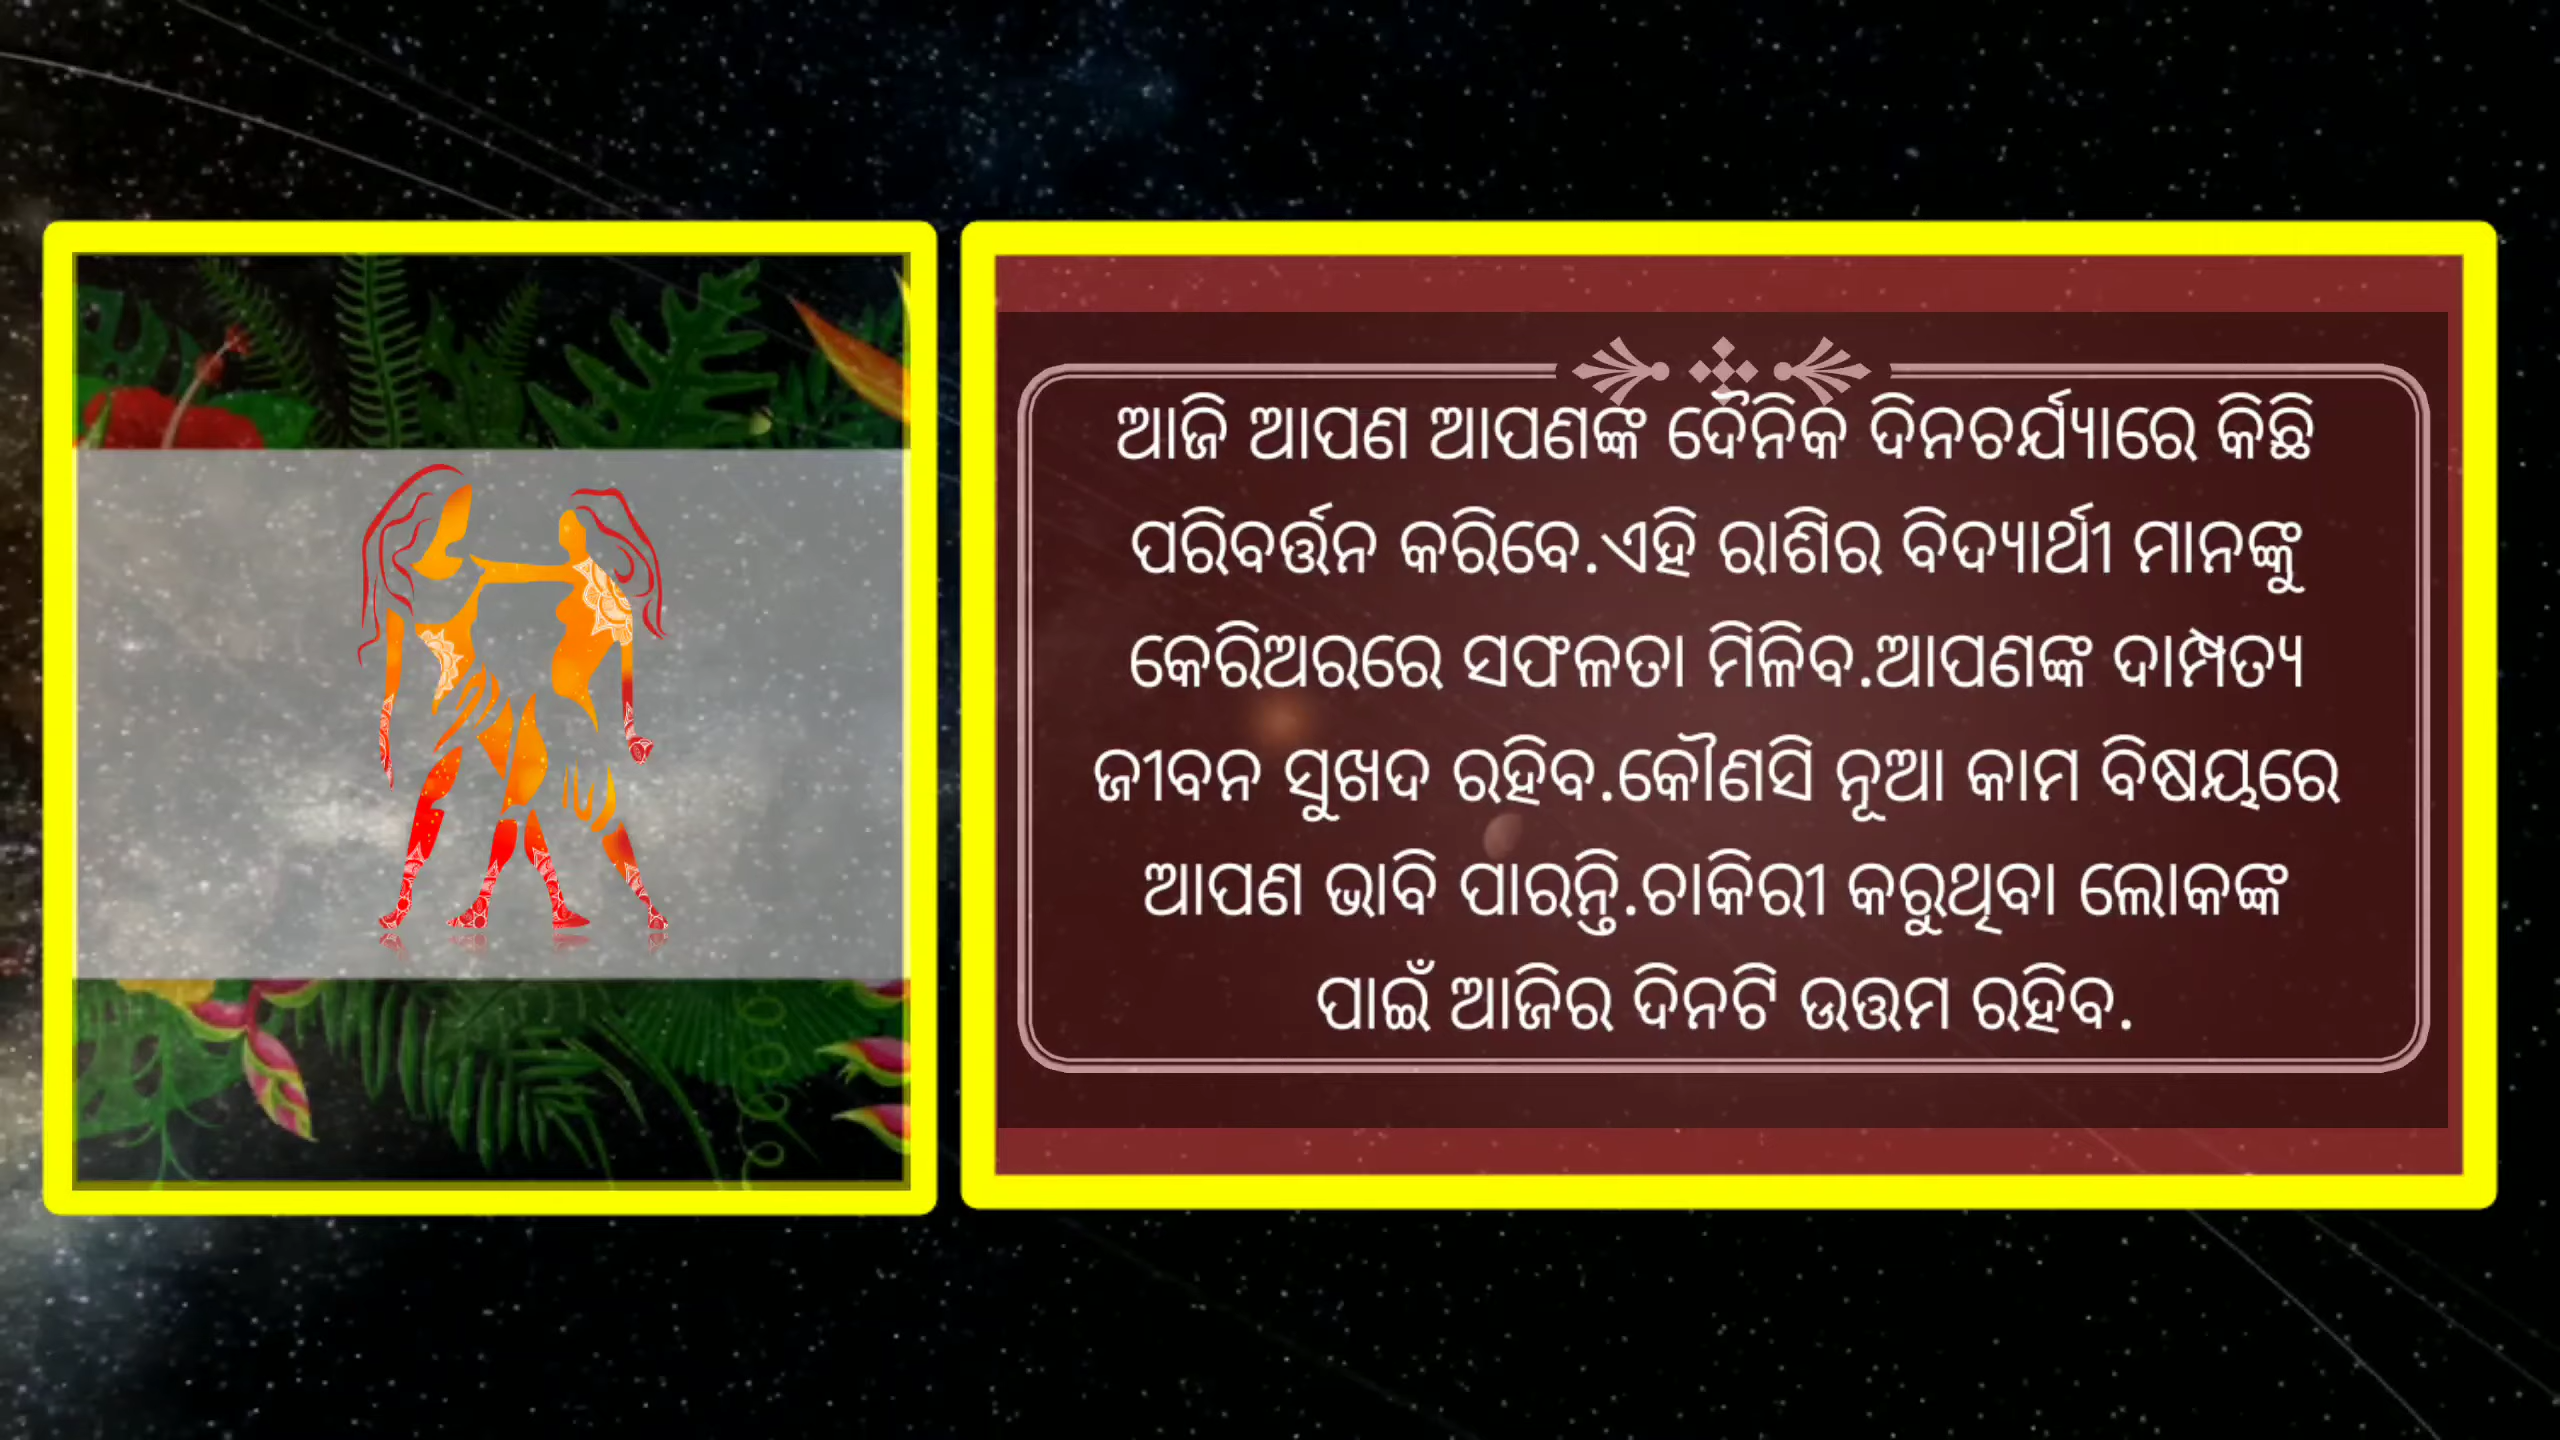 ଆଜି ଆପଣ ଆପଣଙ୍କ ଦୈନିକ ଦିନଚର୍ଯ୍ୟାରେ କିଛି
ପରିବର୍ତ୍ତନ କରିବେ.ଏହି ରାଶିର ବିଦ୍ୟାର୍ଥୀ ମାନଙ୍କୁ
କେରିଅରରେ ସଫଳତା ମିଳିବ.ଆପଣଙ୍କ ଦାମ୍ପତ୍ୟ
ଜୀବନ ସୁଖଦ ରହିବ.କୌଣସି ନୂଆ କାମ ବିଷୟରେ
ଆପଣ ଭାବି ପାରନ୍ତି.ଚାକିରୀ କରୁଥିବା ଲୋକଙ୍କ
ପାଇଁ ଆଜିର ଦିନଟି ଉତ୍ତମ ରହିବ.